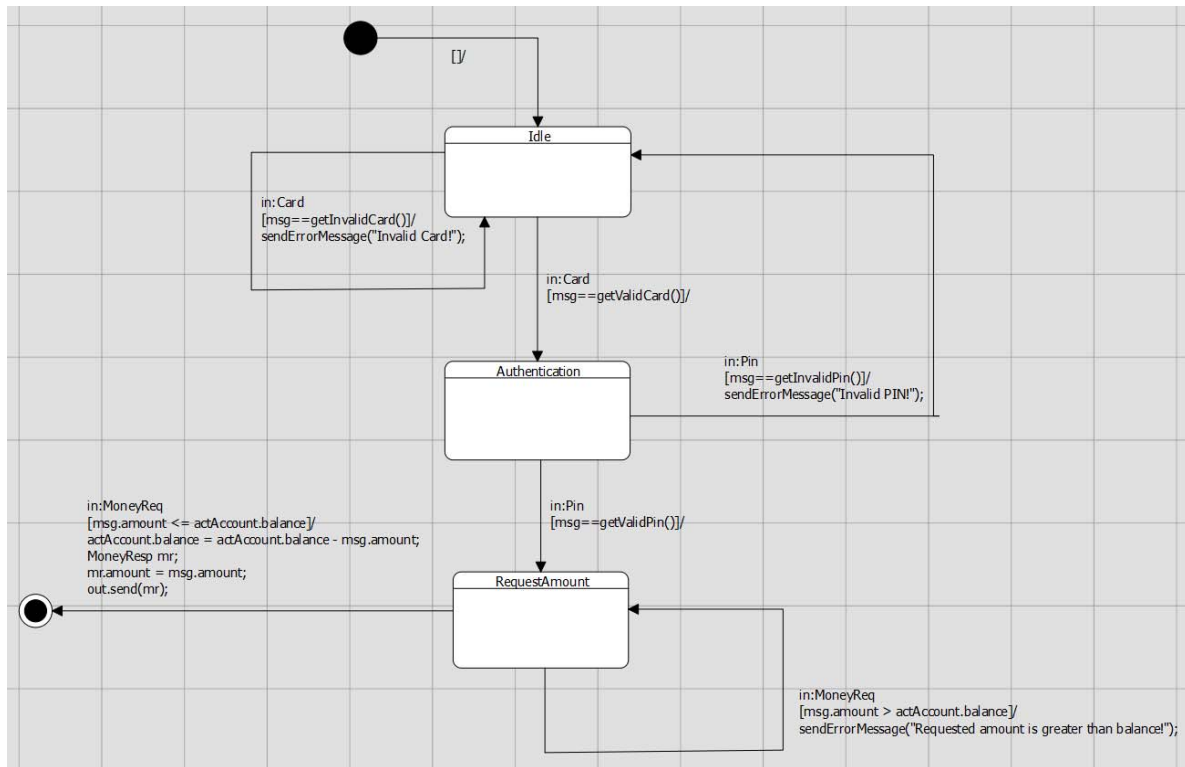 []/
Idle
in:Card
[msg==getInvalidCard()]/
sendErrorMessage("Invalid Card!");
in:Card
[msg==getValidCard()]/
Authentication
in:Pin
[msg==getInvalidPin()]/
sendErrorMessage("Invalid PIN!");
in:Pin
[msg==getValidPin()]/
in:MoneyReq
[msg.amount <= actAccount.balance]/
actAccount.balance = actAccount.balance - msg.amount;
MoneyResp mr;
mr.amount = msg.amount;
out.send(mr);
RequestAmount
in:MoneyReq
[msg.amount > actAccount.balance]/
sendErrorMessage("Requested amount is greater than balance!");